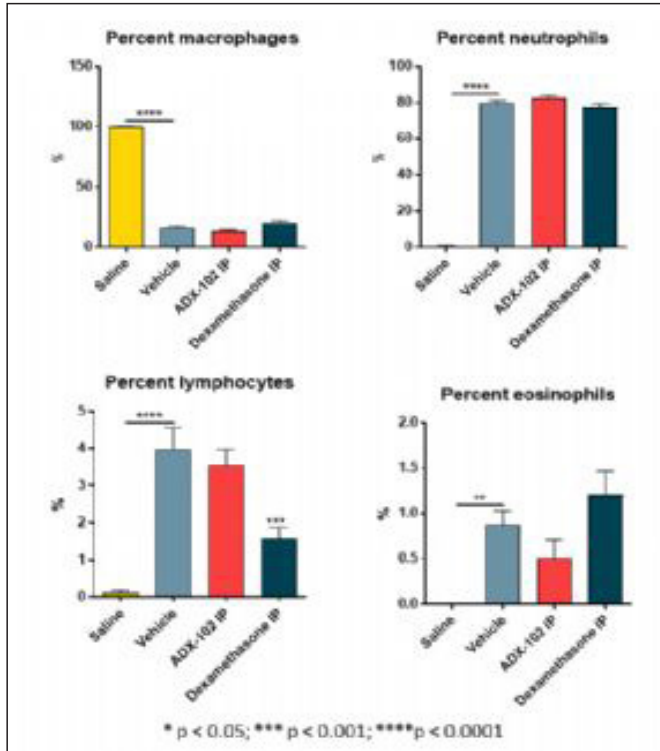 Percent macrophages
150
100
50
0
%
****
Saline
Vehicle
ADX-102 IP
Dexamethasone IP
Percent neutrophils
100
80
60
40
20
0
%
****
Saline
Vehicle
ADX-102 IP
Dexamethasone IP
Percent lymphocytes
5
4
3
2
1
0
%
****
***
Saline
Vehicle
ADX-102 IP
Dexamethasone IP
Percent eosinophils
2.0
1.5
1.0
0.5
0.0
%
**
Saline
Vehicle
ADX-102 IP
Dexamethasone IP
* p < 0.05; *** p < 0.001; ****p < 0.0001